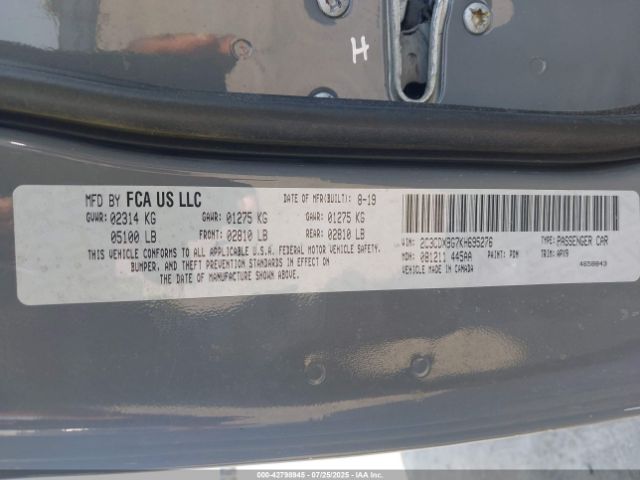 H
MFD BY FCA US LLC DATE OF MFR(BUILT): 8-19
GVWR: 02314 KG GAWR: 01275 KG GAWR: 01275 KG
05100 LB FRONT: 02810 LB REAR: 02810 LB
THIS VEHICLE CONFORMS TO ALL APPLICABLE U.S.A. FEDERAL MOTOR VEHICLE SAFETY,
BUMPER, AND THEFT PREVENTION STANDARDS IN EFFECT ON
THE DATE OF MANUFACTURE SHOWN ABOVE.
VIN: 2C3CDXBG7KH695276 TYPE: PASSENGER CAR
MDH: 081211 445AA PAINT: PDN TRIM: APX9
VEHICLE MADE IN CANADA 4658843
000-42798945 07/25/2025 IAAI.COM